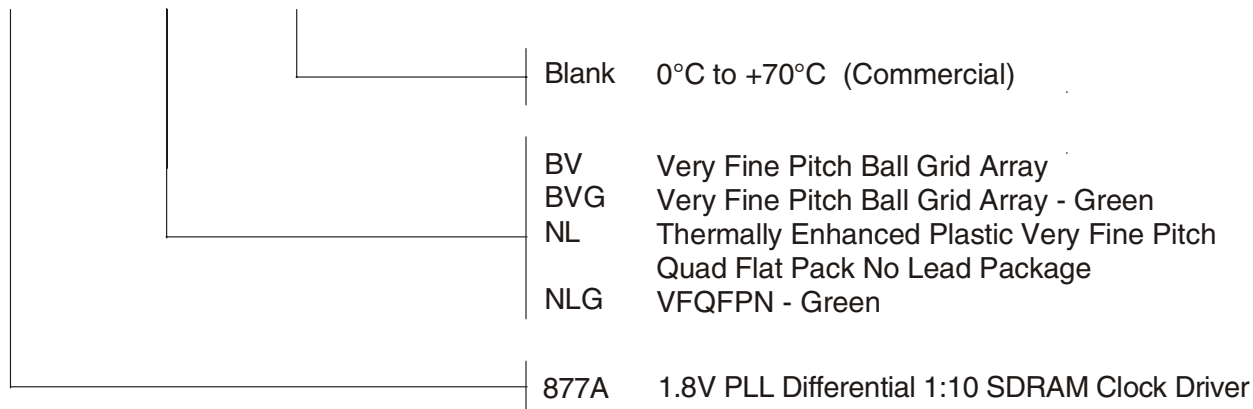 Blank 0°C to +70°C (Commercial)
BV Very Fine Pitch Ball Grid Array
BVG Very Fine Pitch Ball Grid Array - Green
NL Thermally Enhanced Plastic Very Fine Pitch
Quad Flat Pack No Lead Package
NLG VFQFPN - Green
877A 1.8V PLL Differential 1:10 SDRAM Clock Driver